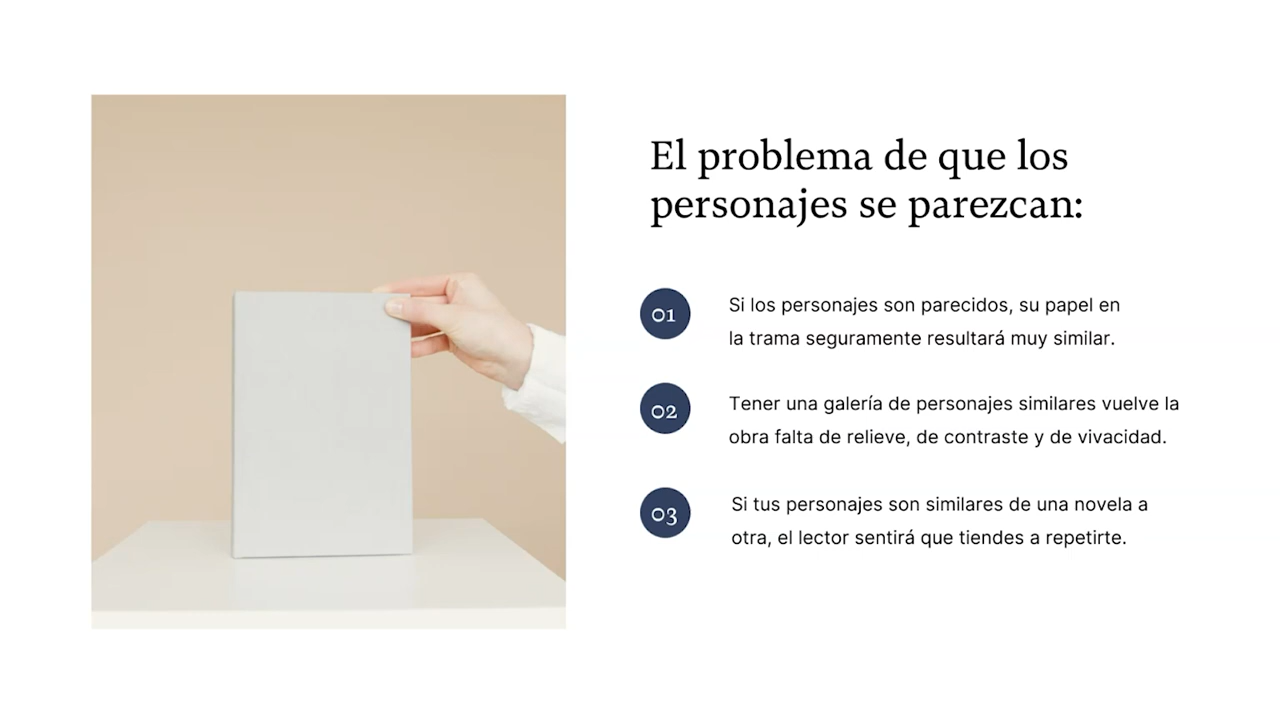 El problema de que los
personajes se parezcan:
01
Si los personajes son parecidos, su papel en
la trama seguramente resultará muy similar.
02
Tener una galería de personajes similares vuelve la
obra falta de relieve, de contraste y de vivacidad.
03
Si tus personajes son similares de una novela a
otra, el lector sentirá que tiendes a repetirte.